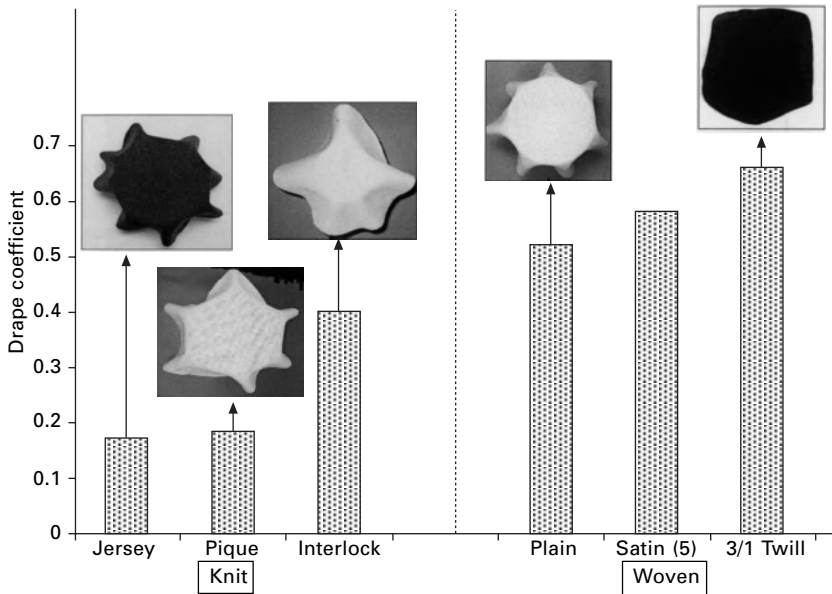 Drape coefficient
0.7
0.6
0.5
0.4
0.3
0.2
0.1
0
Jersey Pique Interlock Plain Satin (5) 3/1 Twill
Knit Woven